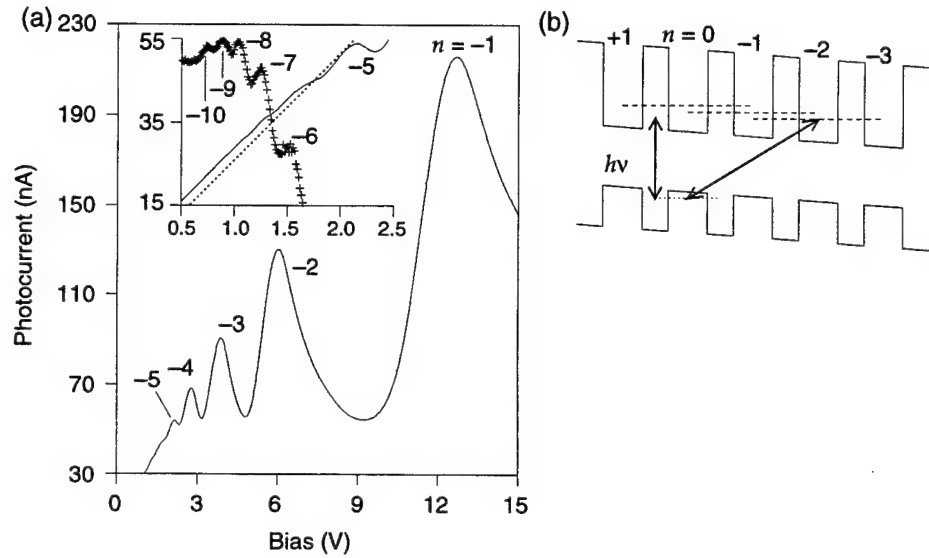 (a)
230
190
150
110
70
30
Photocurrent (nA)
0 3 6 9 12 15
Bias (V)
n = –1
–2
–3
–4
–5
55
35
15
0.5 1.0 1.5 2.0 2.5
–8
–7
–5
–9
–10
–6
(b)
+1 n = 0 –1 –2 –3
hν